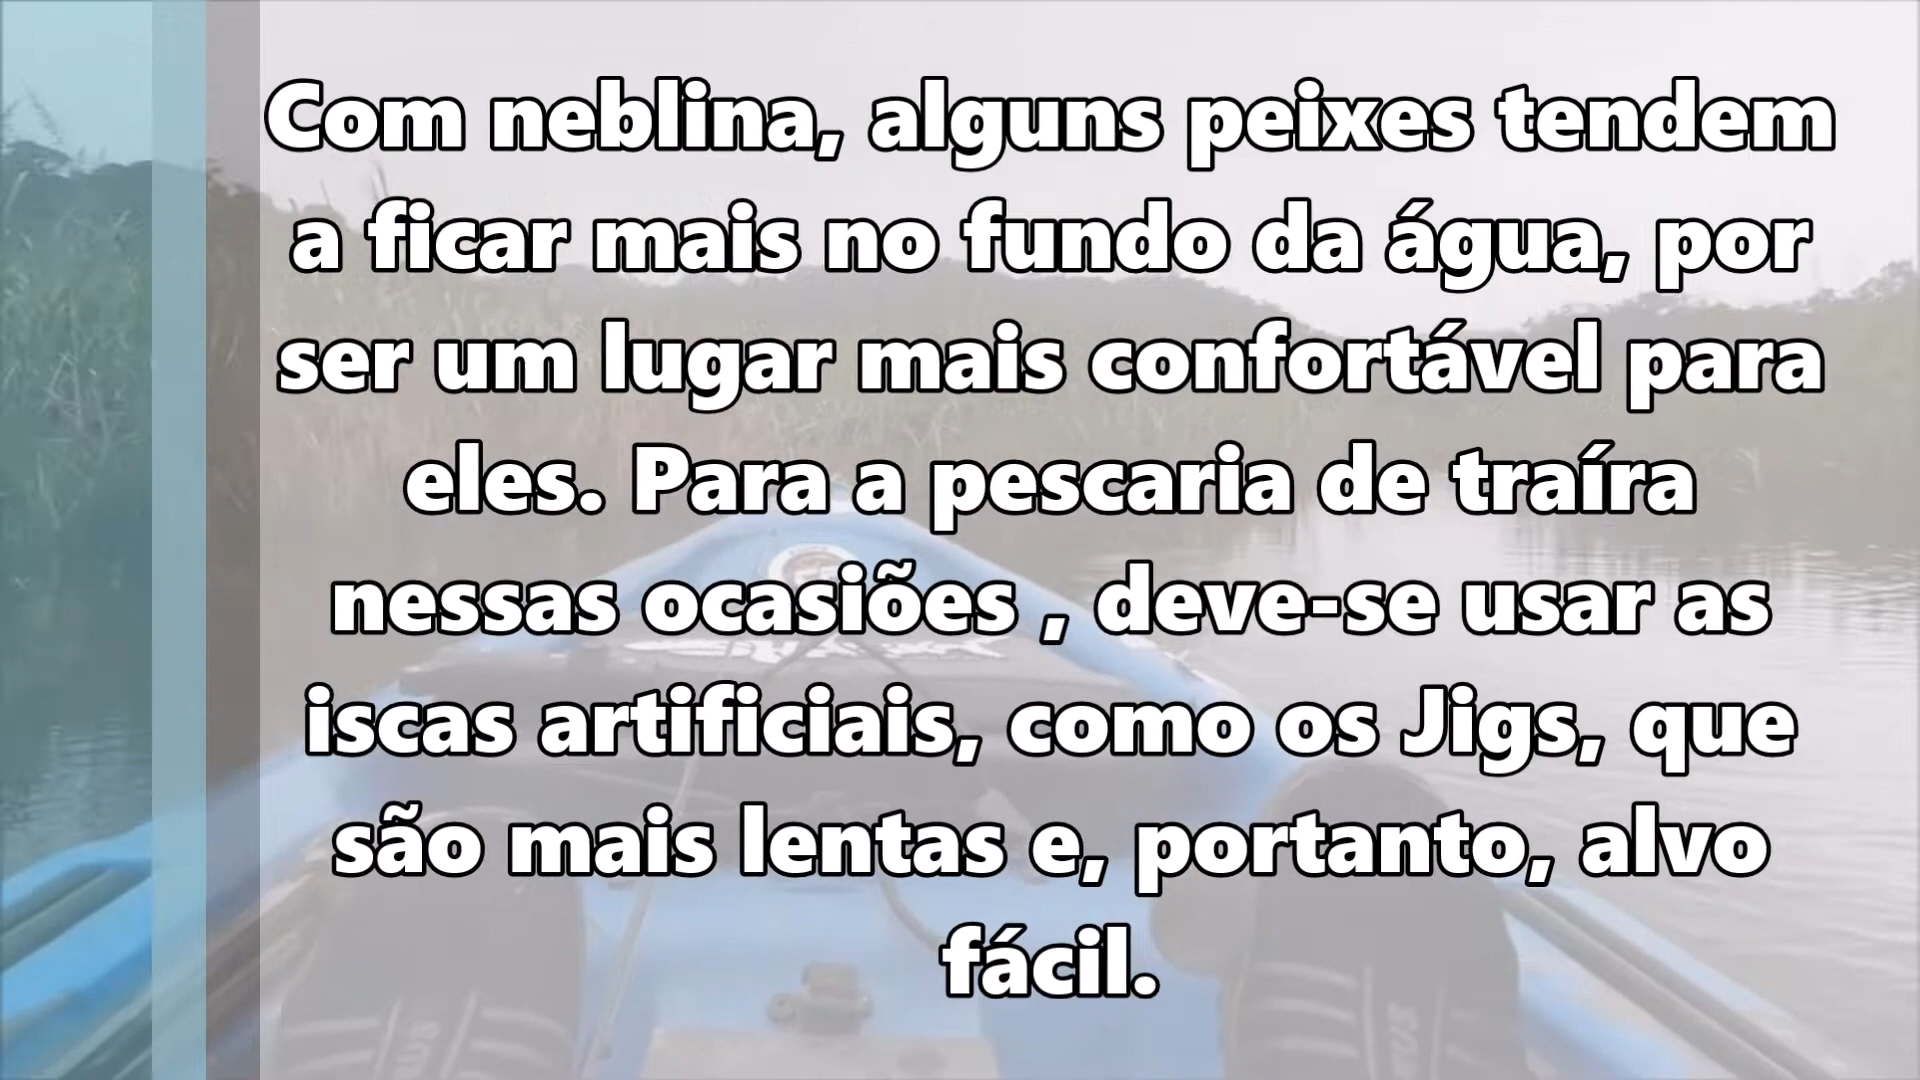 Com neblina, alguns peixes tendem
a ficar mais no fundo da água, por
ser um lugar mais confortável para
eles. Para a pescaria de traíra
nessas ocasiões , deve-se usar as
iscas artificiais, como os Jigs, que
são mais lentas e, portanto, alvo
fácil.